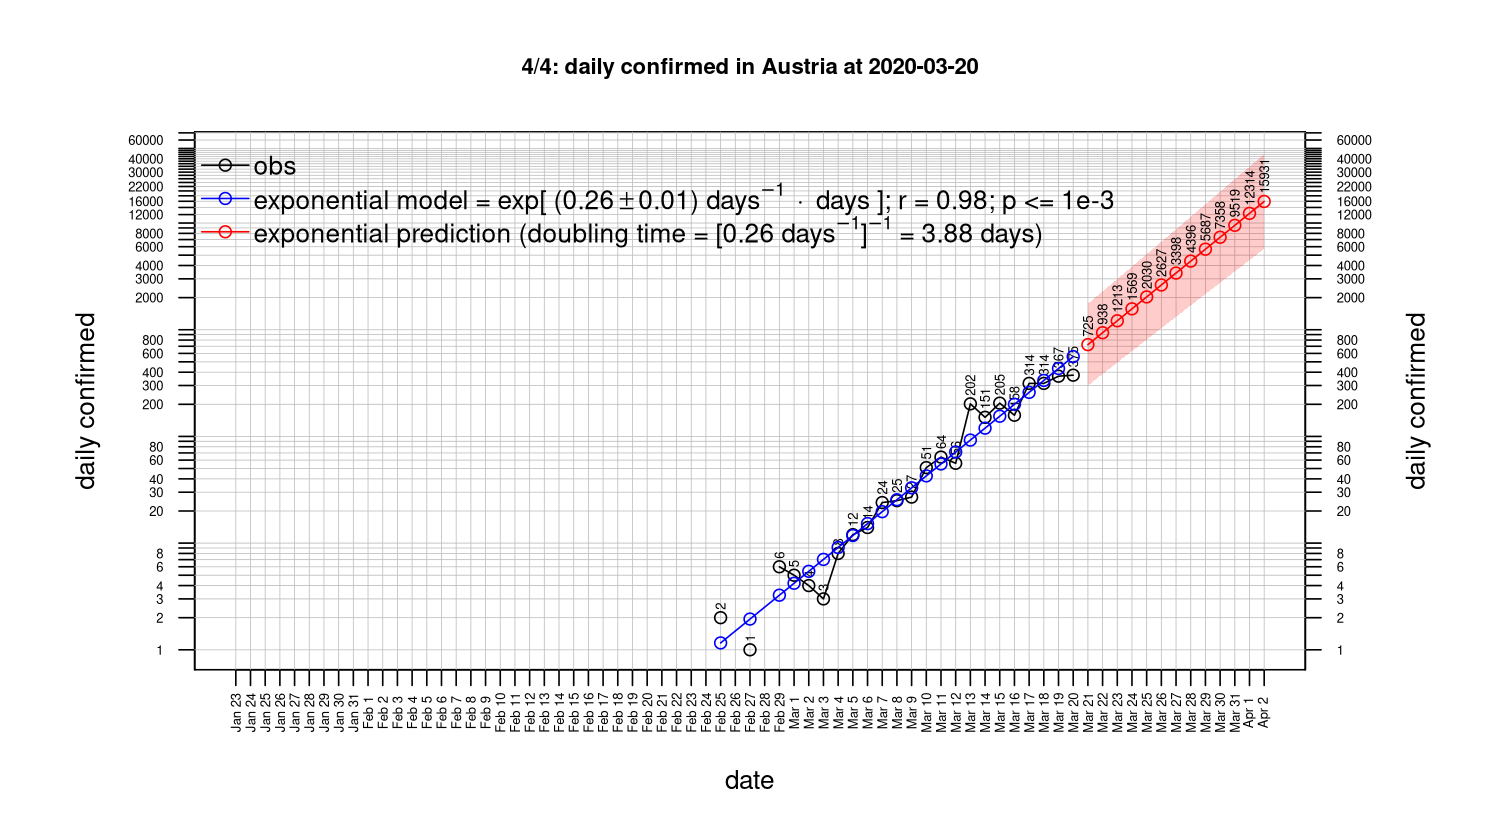 4/4: daily confirmed in Austria at 2020-03-20
obs
exponential model = exp[ (0.26 ± 0.01) days⁻¹ · days ]; r = 0.98; p <= 1e-3
exponential prediction (doubling time = [0.26 days⁻¹]⁻¹ = 3.88 days)
daily confirmed
60000
40000
30000
22000
16000
12000
8000
6000
4000
3000
2000
800
600
400
300
200
80
60
40
30
20
8
6
4
3
2
1
2
1
6
5
3
12
14
24
25
51
64
202
151
205
314
314
725
938
1213
1569
2030
2627
3398
4396
5687
7358
9519
12314
15931
60000
40000
30000
22000
16000
12000
8000
6000
4000
3000
2000
800
600
400
300
200
80
60
40
30
20
8
6
4
3
2
1
daily confirmed
Jan 23
Jan 24
Jan 25
Jan 26
Jan 27
Jan 28
Jan 29
Jan 30
Jan 31
Feb 1
Feb 2
Feb 3
Feb 4
Feb 5
Feb 6
Feb 7
Feb 8
Feb 9
Feb 10
Feb 11
Feb 12
Feb 13
Feb 14
Feb 15
Feb 16
Feb 17
Feb 18
Feb 19
Feb 20
Feb 21
Feb 22
Feb 23
Feb 24
Feb 25
Feb 26
Feb 27
Feb 28
Feb 29
Mar 1
Mar 2
Mar 3
Mar 4
Mar 5
Mar 6
Mar 7
Mar 8
Mar 9
Mar 10
Mar 11
Mar 12
Mar 13
Mar 14
Mar 15
Mar 16
Mar 17
Mar 18
Mar 19
Mar 20
Mar 21
Mar 22
Mar 23
Mar 24
Mar 25
Mar 26
Mar 27
Mar 28
Mar 29
Mar 30
Mar 31
Apr 1
Apr 2
date